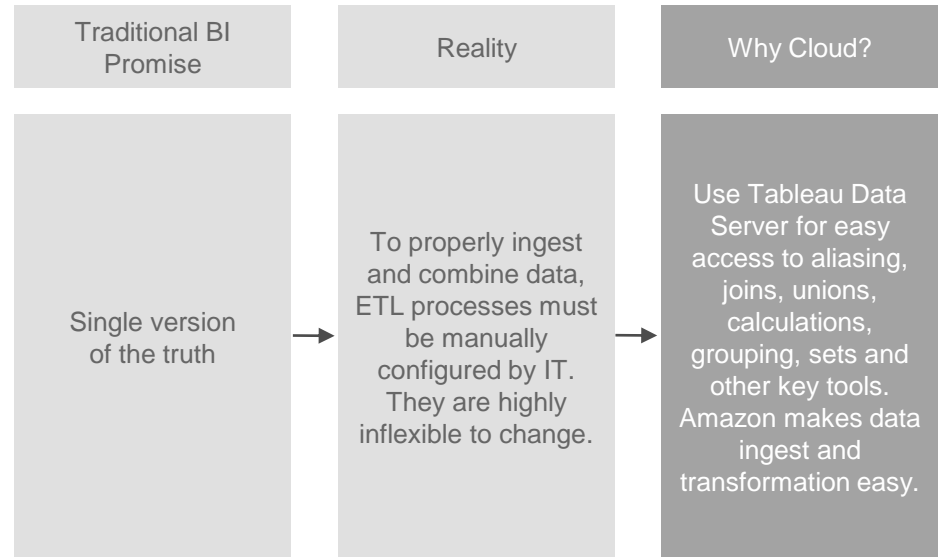 Traditional BI
Promise
Reality
Why Cloud?
Single version
of the truth
To properly ingest
and combine data,
ETL processes must
be manually
configured by IT.
They are highly
inflexible to change.
Use Tableau Data
Server for easy
access to aliasing,
joins, unions,
calculations,
grouping, sets and
other key tools.
Amazon makes data
ingest and
transformation easy.